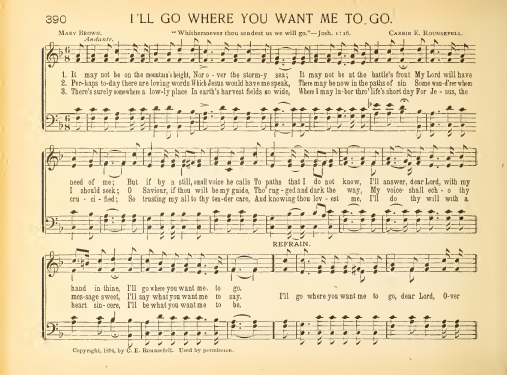 390 I'LL GO WHERE YOU WANT ME TO GO.
MARY BROWN. "Whithersoever thou sendest us we will go."—Josh. 1: 16. CARRIE E. ROUNSEFELL.
Andante.
1. It may not be on the mountain's height, Nor o-ver the storm-y sea; It may not be at the battle's front My Lord will have
2. Per-haps to-day there are loving words Which Jesus would have me speak, There may be now in the paths of sin Some wan-d'rer whom
3. There's surely somewhere a low-ly place In earth's harvest fields so wide, Where I may la-bor thro' life's short day For Je-sus, the
need of me; But if by a still, small voice he calls To paths that I do not know, I'll answer, dear Lord, with my
I should seek; O Saviour, if thou wilt be my guide, Tho' rug-ged and dark the way, My voice shall ech-o thy
cru-ci-fied; So trusting my all to thy ten-der care, And knowing thou lov-est me, I'll do thy will with a
REFRAIN.
hand in thine, I'll go where you want me to go.
mes-sage sweet, I'll say what you want me to say. I'll go where you want me to go, dear Lord, O-ver
heart sin-cere, I'll be what you want me to be.
Copyright, 1894, by C. E. Rounsefell. Used by permission.